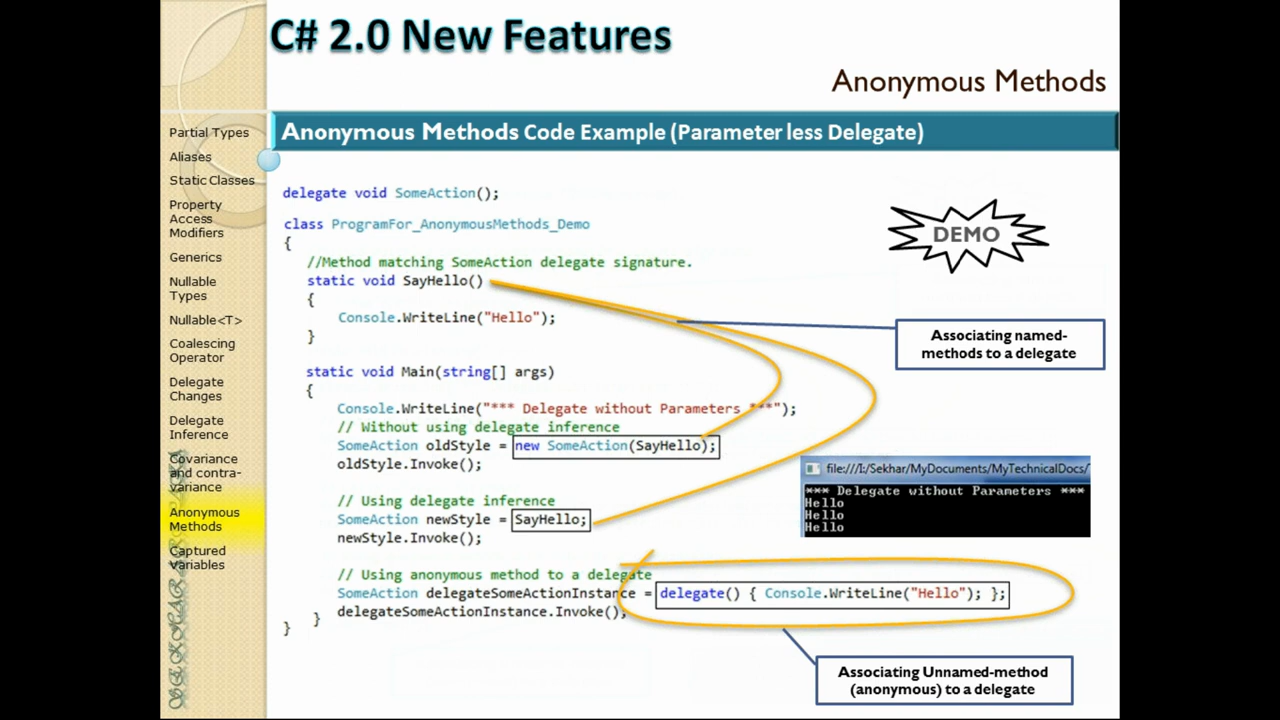 C# 2.0 New Features
Anonymous Methods
Anonymous Methods Code Example (Parameter less Delegate)
Partial Types
Aliases
Static Classes
Property
Access
Modifiers
Generics
Nullable
Types
Nullable<T>
Coalescing
Operator
Delegate
Changes
Delegate
Inference
Covariance
and contra-
variance
Anonymous
Methods
Captured
Variables
delegate void SomeAction();
class ProgramFor_AnonymousMethods_Demo
{
//Method matching SomeAction delegate signature.
static void SayHello()
{
Console.WriteLine("Hello");
}
static void Main(string[] args)
{
Console.WriteLine("*** Delegate without Parameters ***");
// Without using delegate inference
SomeAction oldStyle = new SomeAction(SayHello);
oldStyle.Invoke();
// Using delegate inference
SomeAction newStyle = SayHello;
newStyle.Invoke();
// Using anonymous method to a delegate
SomeAction delegateSomeActionInstance = delegate() { Console.WriteLine("Hello"); };
delegateSomeActionInstance.Invoke();
}
}
DEMO
Associating named-
methods to a delegate
file:///I:/Sekhar/MyDocuments/MyTechnicalDocs/
*** Delegate without Parameters ***
Hello
Hello
Hello
Associating Unnamed-method
(anonymous) to a delegate